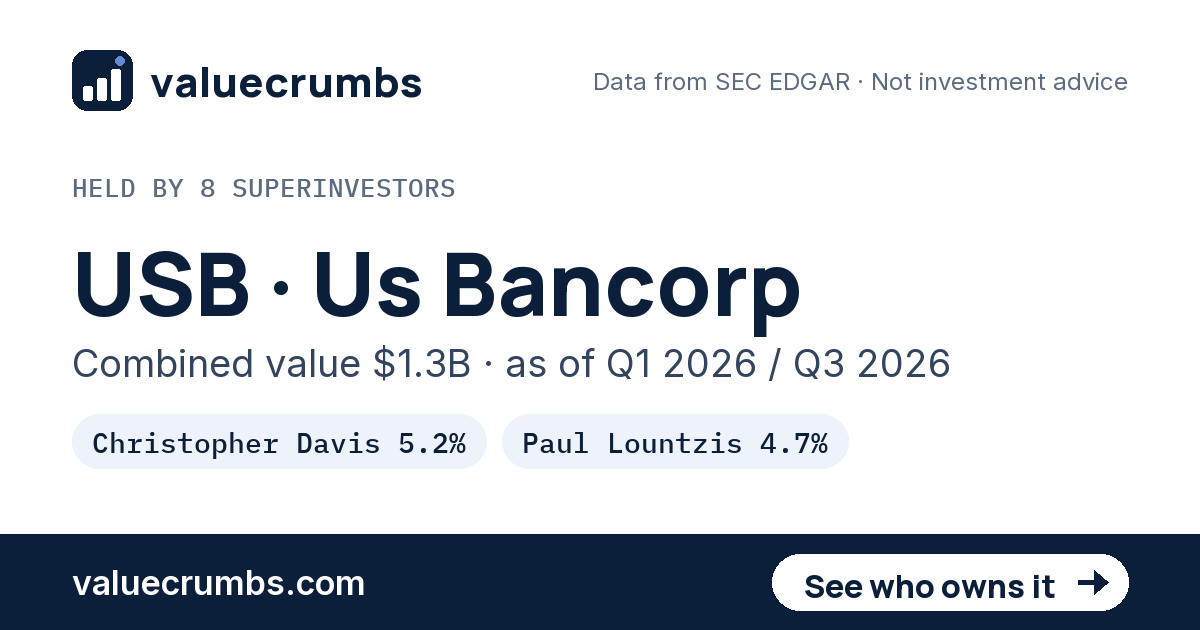 valuecrumbs
Data from SEC EDGAR · Not investment advice
HELD BY 8 SUPERINVESTORS
USB · Us Bancorp
Combined value $1.3B · as of Q1 2026 / Q3 2026
Christopher Davis 5.2%
Paul Lountzis 4.7%
valuecrumbs.com
See who owns it →